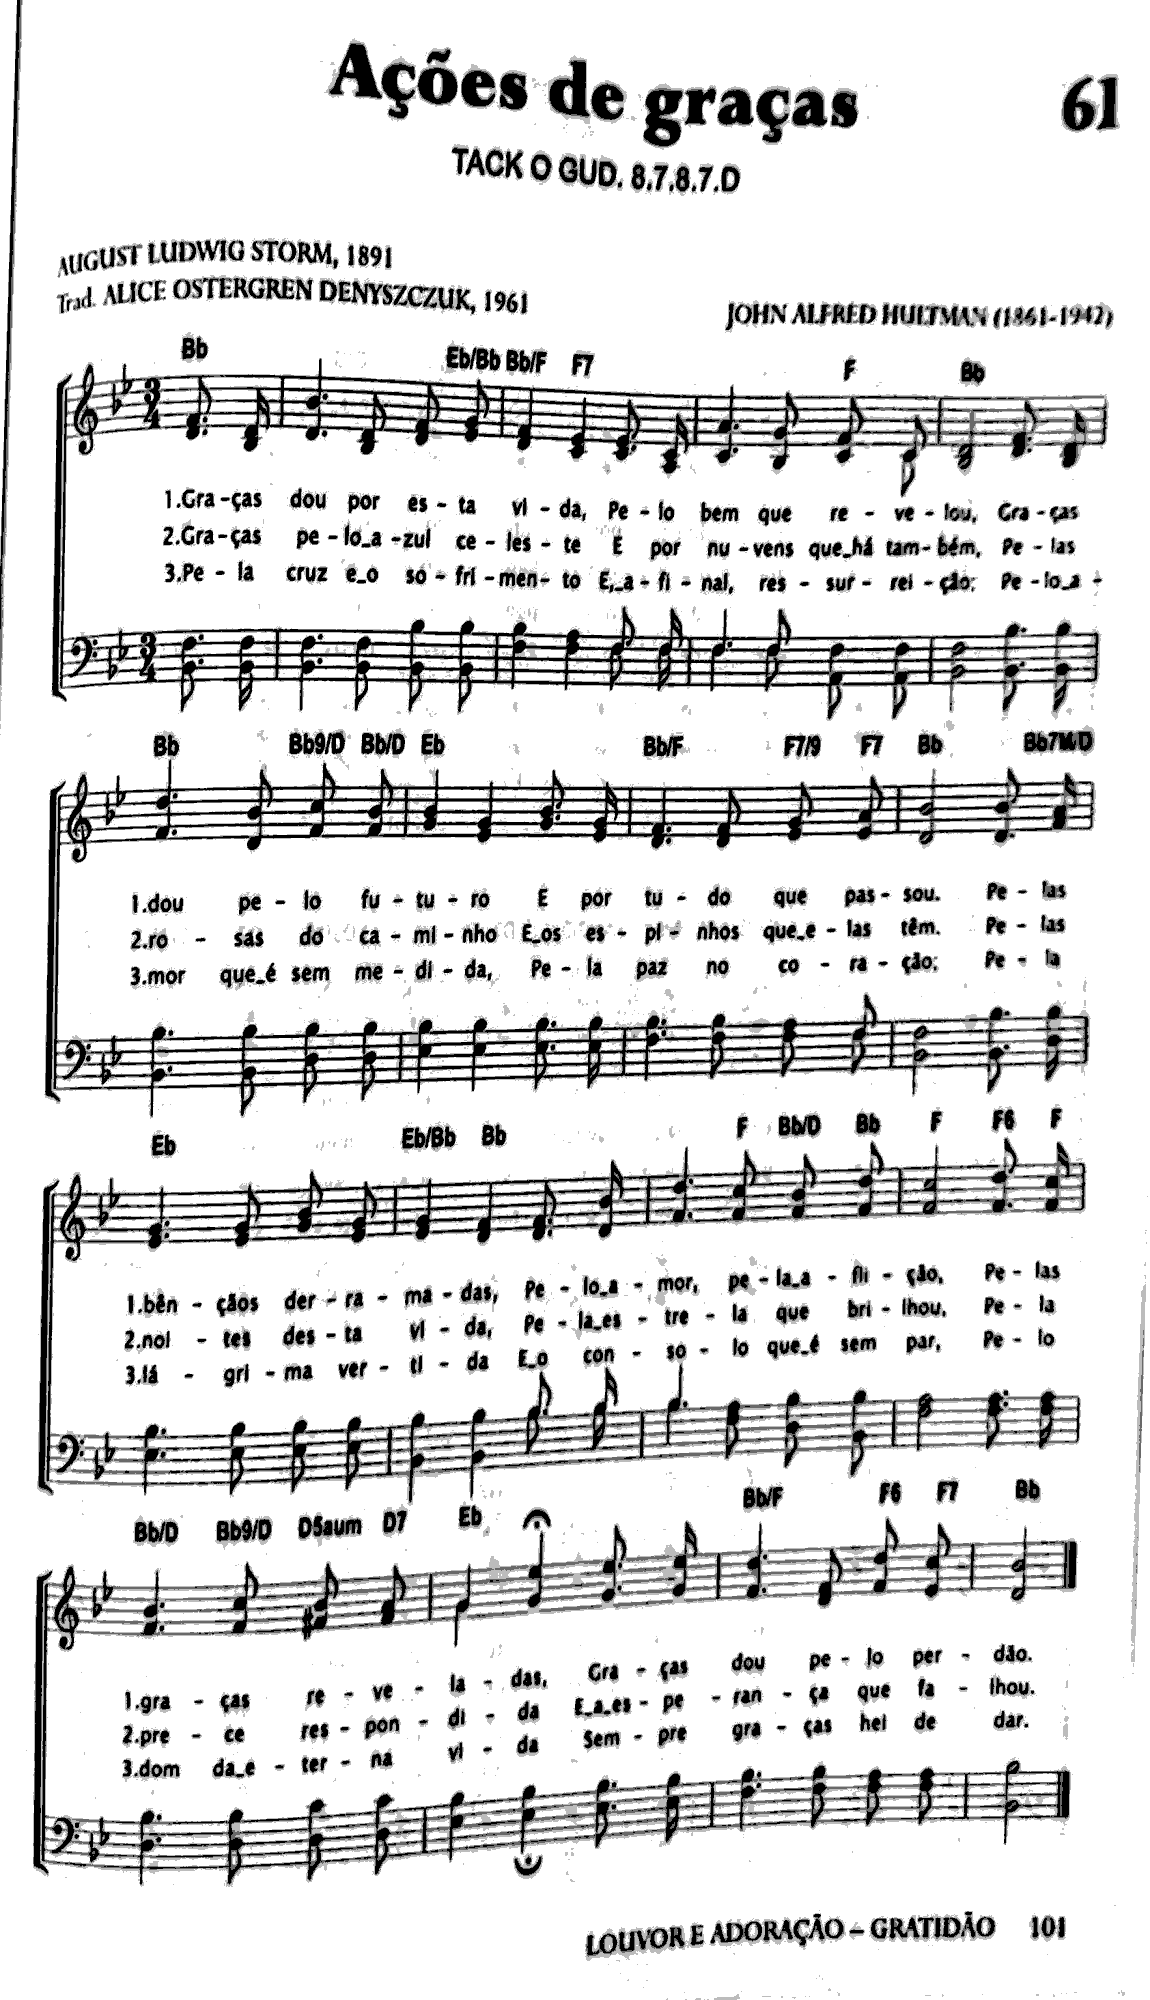 Ações de graças 61
TACK O GUD. 8.7.8.7.D
AUGUST LUDWIG STORM, 1891
Trad. ALICE OSTERGREN DENYSZCZUK, 1961
JOHN ALFRED HULTMAN (1861-1942)
Bb Eb/Bb Bb/F F7 F Bb
3 4
1.Gra-ças dou por es - ta vi - da, Pe - lo bem que re - ve - lou, Gra - ças
2.Gra-ças pe - lo_a -zul ce - les - te E por nu - vens que_há tam- bém, Pe - las
3.Pe - la cruz e_o so - fri - men- to E,_a - fi - nal, res - sur - rei - ção; Pe - lo_a -
3 4
Bb Bb9/D Bb/D Eb Bb/F F7/9 F7 Bb Bb7M/D
1.dou pe - lo fu - tu - ro E por tu - do que pas - sou. Pe - las
2.ro - sas do ca - mi - nho E_os es - pi - nhos que_e - las têm. Pe - las
3.mor que_é sem me - di - da, Pe - la paz no co - ra - ção; Pe - la
Eb Eb/Bb Bb F Bb/D Bb F F6 F
1.bên - çãos der - ra - ma - das, Pe - lo_a - mor, pe - la_a - fli - ção, Pe - las
2.noi - tes des - ta vi - da, Pe - la_es - tre - la que bri - lhou, Pe - la
3.lá - gri - ma ver - ti - da E_o con - so - lo que_é sem par, Pe - lo
Bb/D Bb9/D D5aum D7 Eb Bb/F F6 F7 Bb
1.gra - ças re - ve - la - das, Gra - ças dou pe - lo per - dão.
2.pre - ce res - pon - di - da E_a_es - pe - ran - ça que fa - lhou.
3.dom da_e - ter - na vi - da Sem - pre gra - ças hei de dar.
LOUVOR E ADORAÇÃO – GRATIDÃO 101